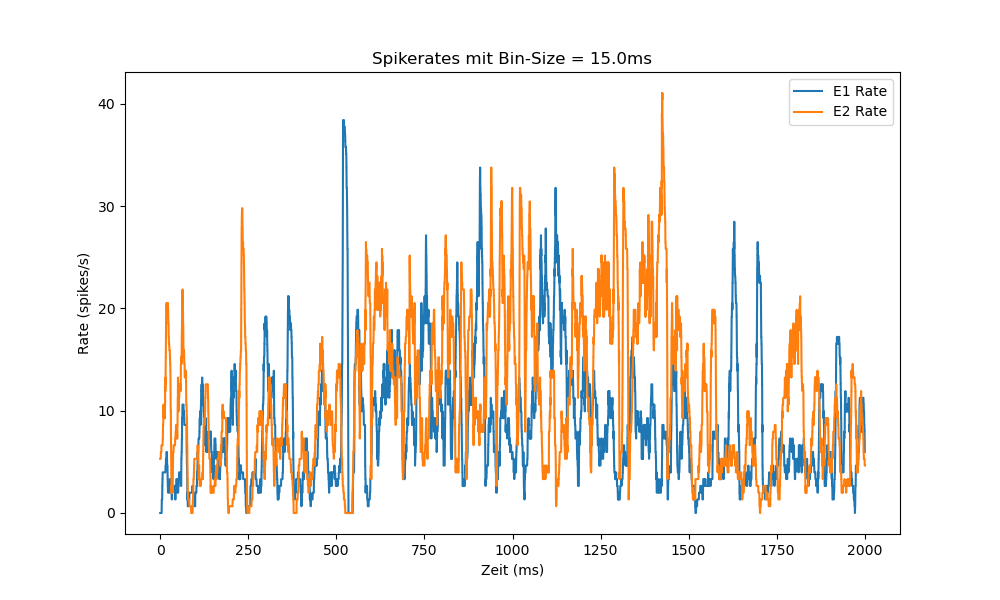 Spikerates mit Bin-Size = 15.0ms
E1 Rate
E2 Rate
Rate (spikes/s)
40
30
20
10
0
0 250 500 750 1000 1250 1500 1750 2000
Zeit (ms)